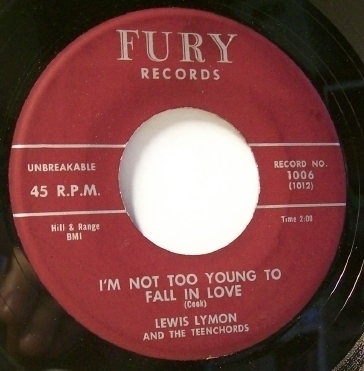 FURY
RECORDS
UNBREAKABLE
45 R.P.M.
RECORD NO.
1006
(1012)
Hill & Range
BMI
Time 2:08
I'M NOT TOO YOUNG TO
FALL IN LOVE
(Cook)
LEWIS LYMON
AND THE TEENCHORDS